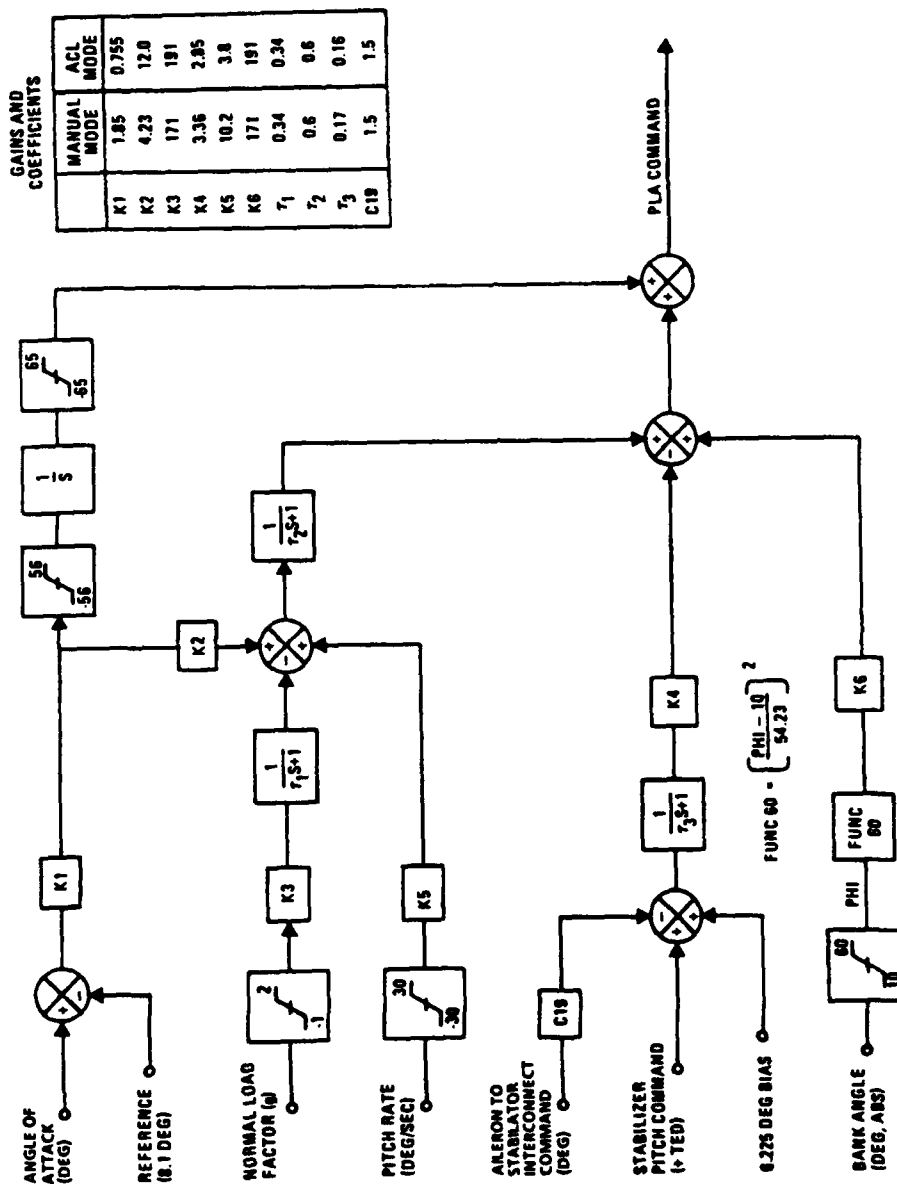 GAINS AND
COEFFICIENTS
MANUAL MODE ACL MODE
K1 1.85 0.755
K2 4.23 12.0
K3 171 191
K4 3.36 2.85
K5 10.2 3.8
K6 171 191
τ1 0.34 0.34
τ2 0.6 0.6
τ3 0.17 0.16
C19 1.5 1.5
ANGLE OF
ATTACK
(DEG)
+
-
REFERENCE
(8.1 DEG)
K1
56
-56
1
S
65
-65
K2
NORMAL LOAD
FACTOR (g)
2
-1
K3
1
τ1S+1
+
-
+
1
τ2S+1
PITCH RATE
(DEG/SEC)
30
-30
K5
AILERON TO
STABILATOR
INTERCONNECT
COMMAND
(DEG)
C19
STABILIZER
PITCH COMMAND
(+ TED)
-
+
+
1
τ3S+1
K4
+
-
+
+
+
PLA COMMAND
6.225 DEG BIAS
FUNC 60 = {PHI - 10
54.23}2
BANK ANGLE
(DEG, ABS)
60
10
PHI
FUNC
60
K6